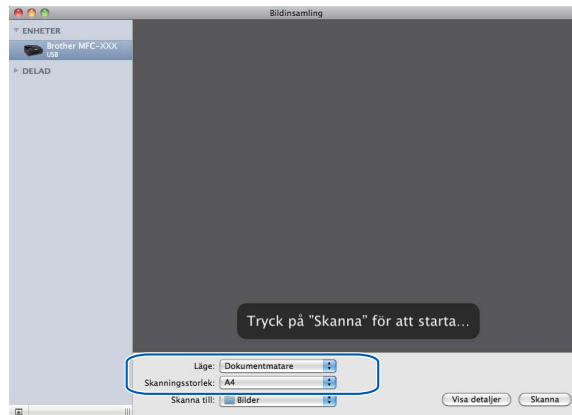 Bildinsamling
ENHETER
Brother MFC-XXX
USB
DELAD
Tryck på "Skanna" för att starta...
Läge: Dokumentmatare
Skanningsstorlek: A4
Skanna till: Bilder
Visa detaljer Skanna